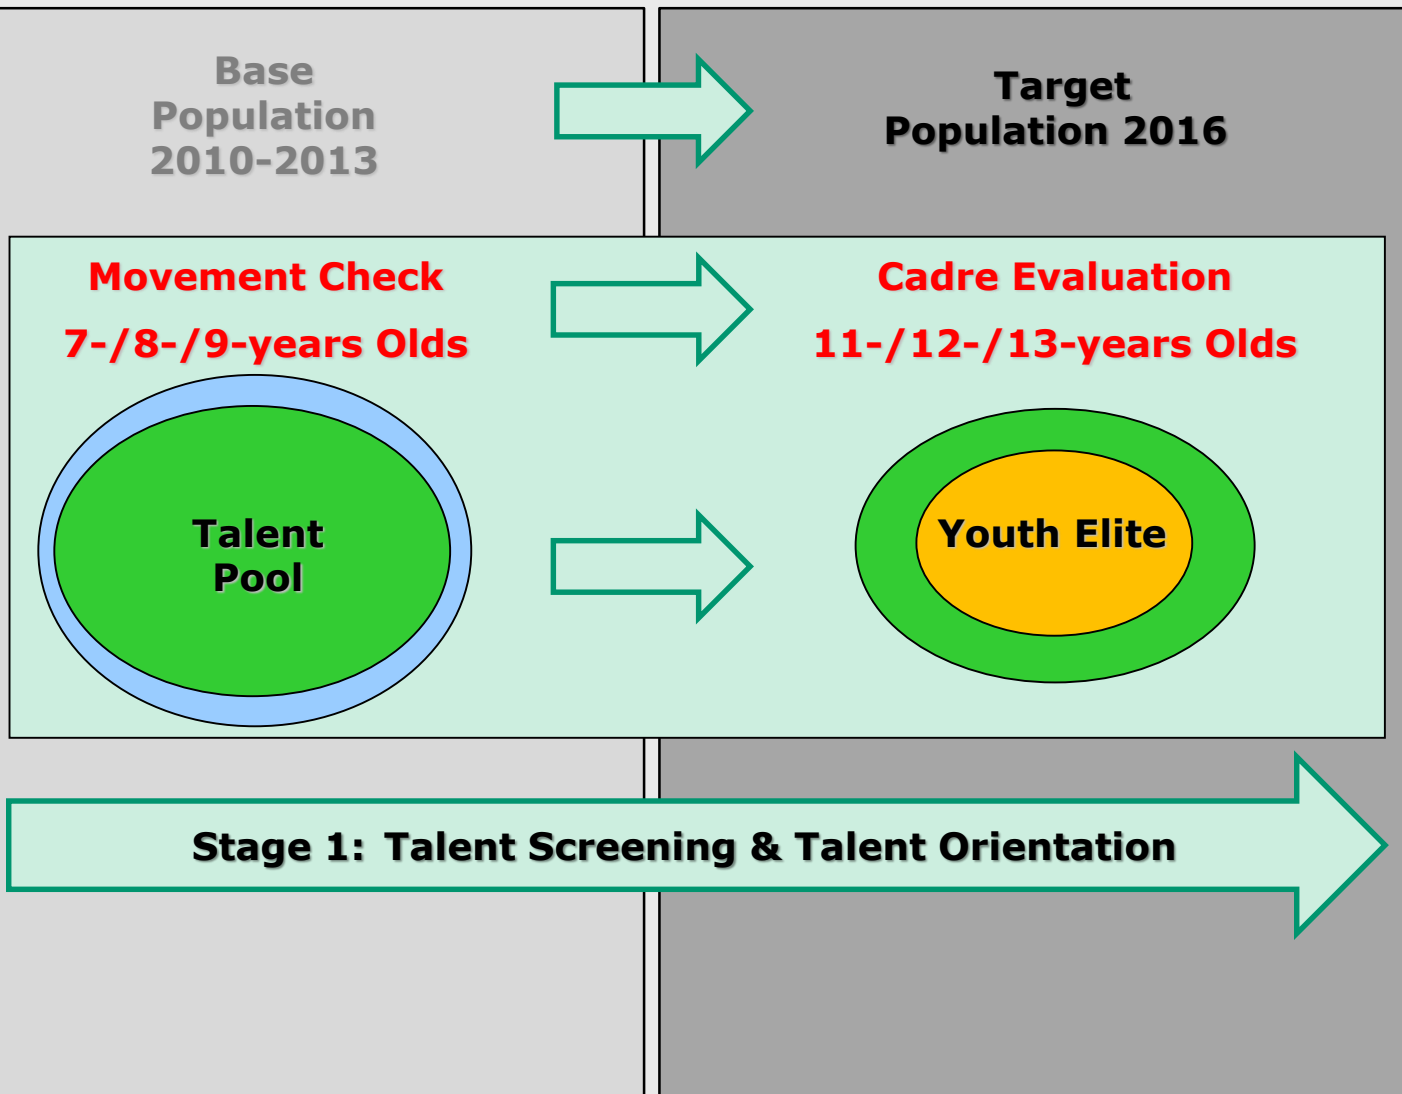 Base
Population
2010-2013
Target
Population 2016
Movement Check
7-/8-/9-years Olds
Cadre Evaluation
11-/12-/13-years Olds
Talent
Pool
Youth Elite
Stage 1: Talent Screening & Talent Orientation